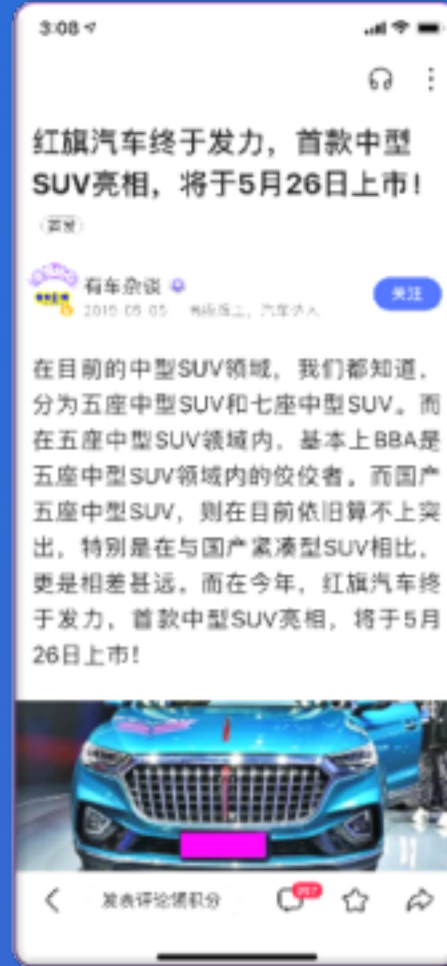 3:08
红旗汽车终于发力，首款中型
SUV亮相，将于5月26日上市！
有车杂谈
关注
2019-05-05
在目前的中型SUV领域，我们都知道，
分为五座中型SUV和七座中型SUV。而
在五座中型SUV领域内，基本上BBA是
五座中型SUV领域内的佼佼者。而国产
五座中型SUV，则在目前依旧算不上突
出，特别是在与国产紧凑型SUV相比，
更是相差甚远。而在今年，红旗汽车终
于发力，首款中型SUV亮相，将于5月
26日上市！
发表评论领积分